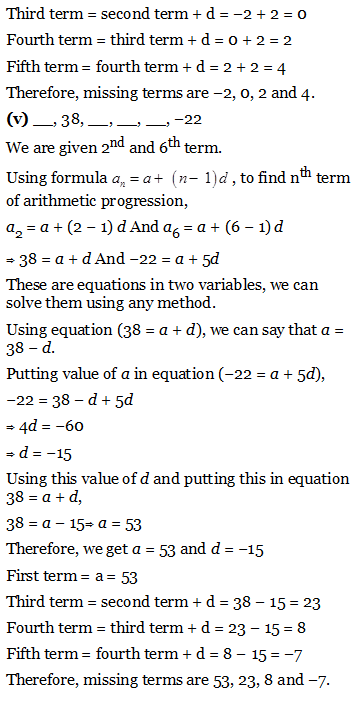 Third term = second term + d = −2 + 2 = 0
Fourth term = third term + d = 0 + 2 = 2
Fifth term = fourth term + d = 2 + 2 = 4
Therefore, missing terms are −2, 0, 2 and 4.
(v) __, 38, __, __, __, −22
We are given 2nd and 6th term.
Using formula aₙ = a + (n − 1)d , to find nth term
of arithmetic progression,
a₂ = a + (2 − 1) d And a₆ = a + (6 − 1) d
⇒ 38 = a + d And −22 = a + 5d
These are equations in two variables, we can
solve them using any method.
Using equation (38 = a + d), we can say that a =
38 − d.
Putting value of a in equation (−22 = a + 5d),
−22 = 38 − d + 5d
⇒ 4d = −60
⇒ d = −15
Using this value of d and putting this in equation
38 = a + d,
38 = a − 15⇒ a = 53
Therefore, we get a = 53 and d = −15
First term = a = 53
Third term = second term + d = 38 − 15 = 23
Fourth term = third term + d = 23 − 15 = 8
Fifth term = fourth term + d = 8 − 15 = −7
Therefore, missing terms are 53, 23, 8 and −7.